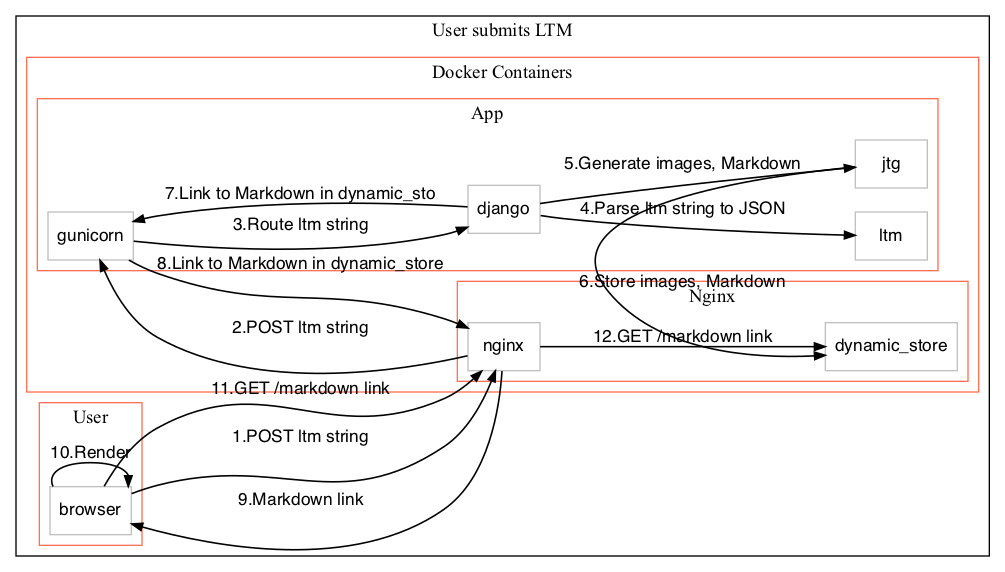 User submits LTM
Docker Containers
App
5.Generate images, Markdown
jtg
7.Link to Markdown in dynamic_sto
django
4.Parse ltm string to JSON
3.Route ltm string
gunicorn
ltm
8.Link to Markdown in dynamic_store
6.Store images, Markdown
Nginx
2.POST ltm string
12.GET /markdown link
nginx
dynamic_store
11.GET /markdown link
User
1.POST ltm string
10.Render
9.Markdown link
browser